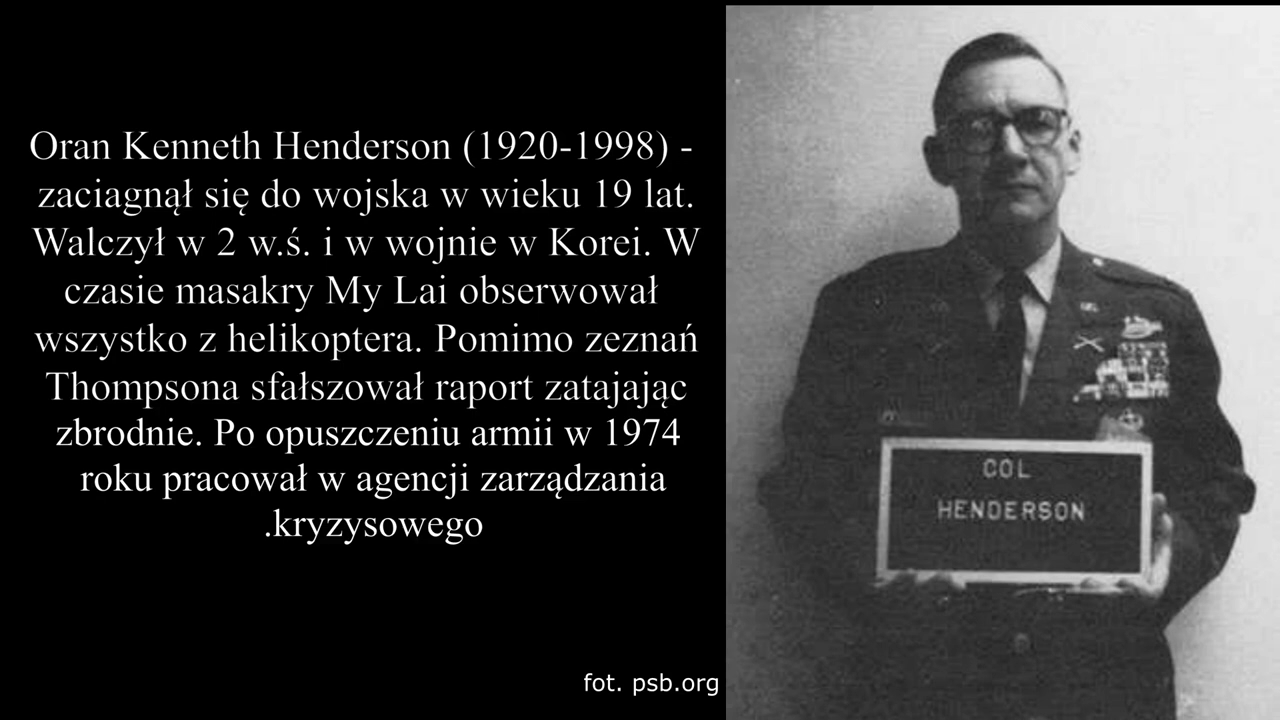 Oran Kenneth Henderson (1920-1998) -
zaciagnął się do wojska w wieku 19 lat.
Walczył w 2 w.ś. i w wojnie w Korei. W
czasie masakry My Lai obserwował
wszystko z helikoptera. Pomimo zeznań
Thompsona sfałszował raport zatajając
zbrodnie. Po opuszczeniu armii w 1974
roku pracował w agencji zarządzania
.kryzysowego
fot. psb.org
COL
HENDERSON